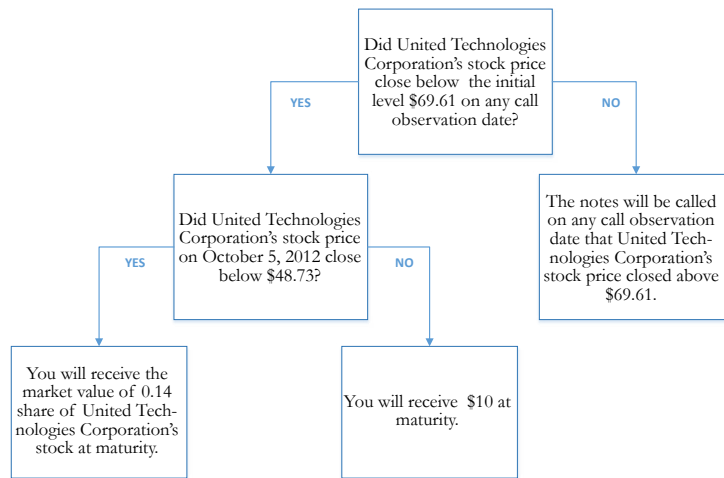 Did United Technologies
Corporation's stock price
close below the initial
level $69.61 on any call
observation date?
YES
NO
Did United Technologies
Corporation's stock price
on October 5, 2012 close
below $48.73?
The notes will be called
on any call observation
date that United Tech-
nologies Corporation's
stock price closed above
$69.61.
YES
NO
You will receive the
market value of 0.14
share of United Tech-
nologies Corporation's
stock at maturity.
You will receive $10 at
maturity.